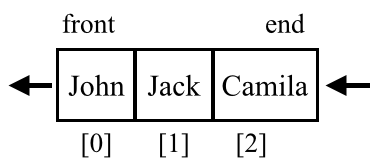 front end
John Jack Camila
[0] [1] [2]